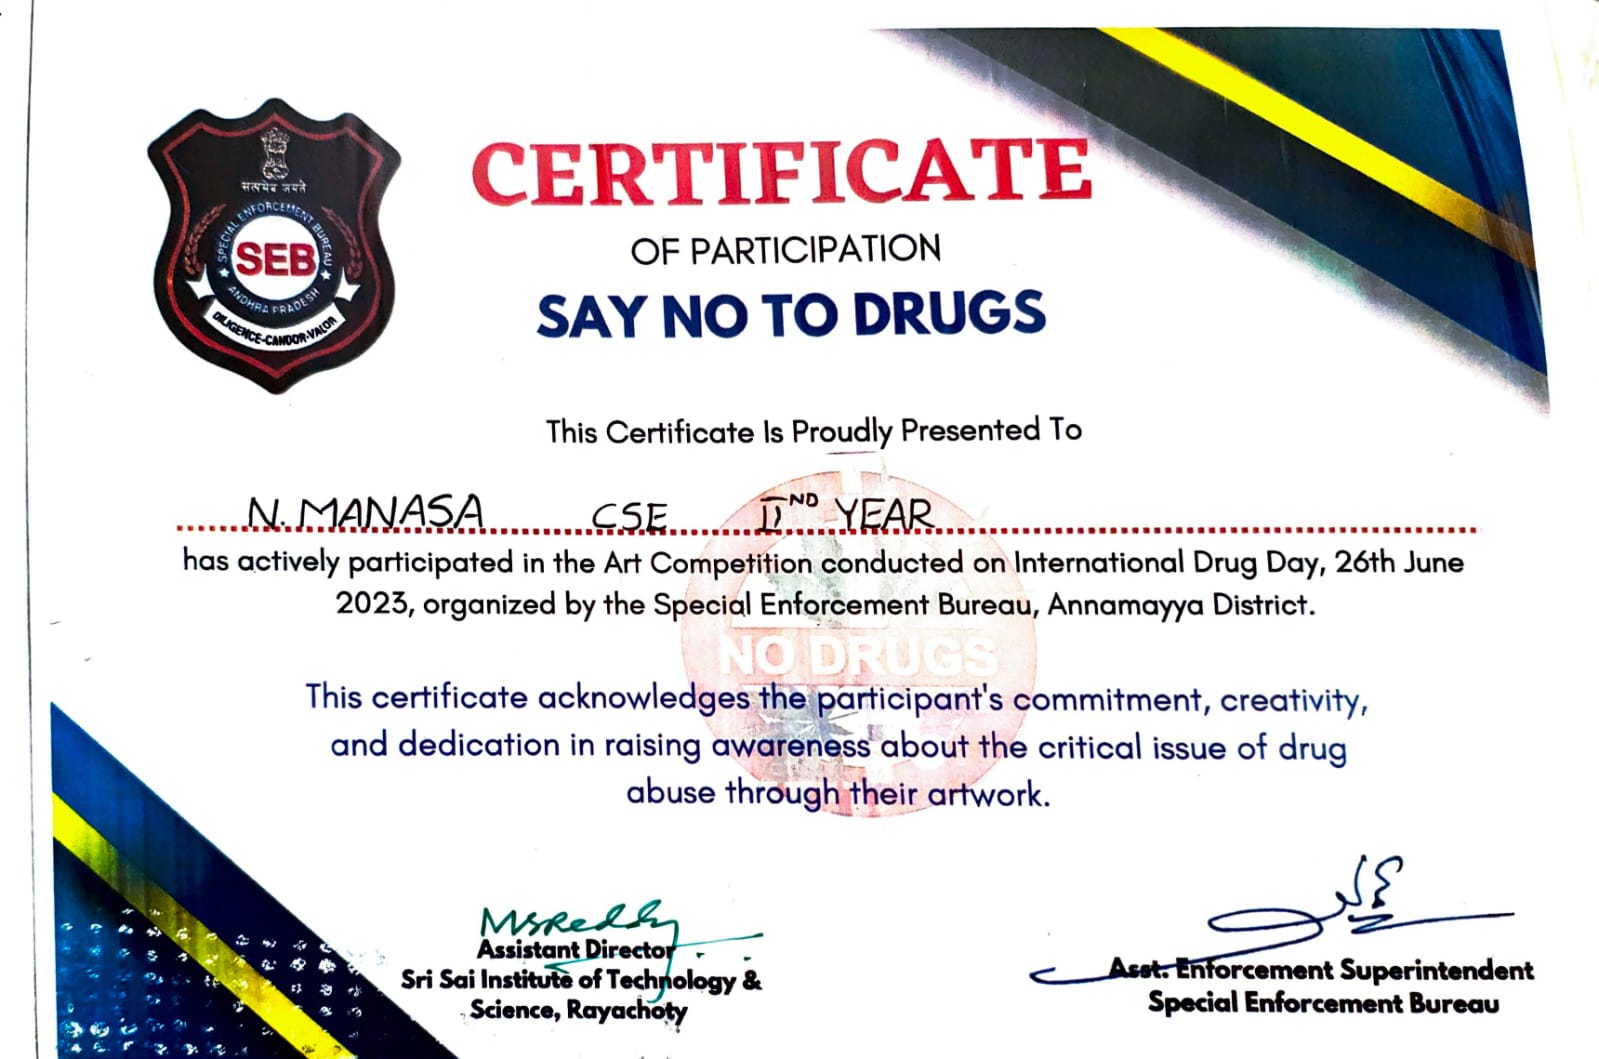 सत्यमेव जयते
SPECIAL ENFORCEMENT BUREAU
SEB
ANDHRA PRADESH
DILIGENCE-CANDOR-VALOR
CERTIFICATE
OF PARTICIPATION
SAY NO TO DRUGS
This Certificate Is Proudly Presented To
N. MANASA CSE IIND YEAR
has actively participated in the Art Competition conducted on International Drug Day, 26th June
2023, organized by the Special Enforcement Bureau, Annamayya District.
NO DRUGS
This certificate acknowledges the participant's commitment, creativity,
and dedication in raising awareness about the critical issue of drug
abuse through their artwork.
MSReddy
Assistant Director
Sri Sai Institute of Technology &
Science, Rayachoty
Asst. Enforcement Superintendent
Special Enforcement Bureau